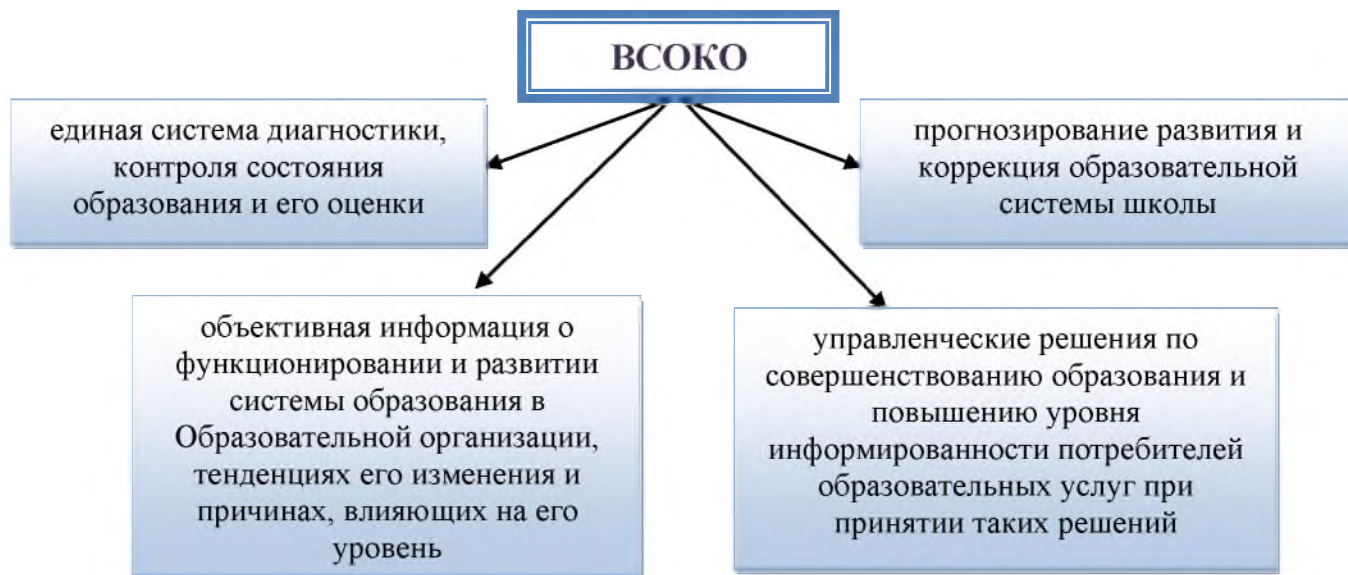 ВСОКО
единая система диагностики,
контроля состояния
образования и его оценки
прогнозирование развития и
коррекция образовательной
системы школы
объективная информация о
функционировании и развитии
системы образования в
Образовательной организации,
тенденциях его изменения и
причинах, влияющих на его
уровень
управленческие решения по
совершенствованию образования и
повышению уровня
информированности потребителей
образовательных услуг при
принятии таких решений